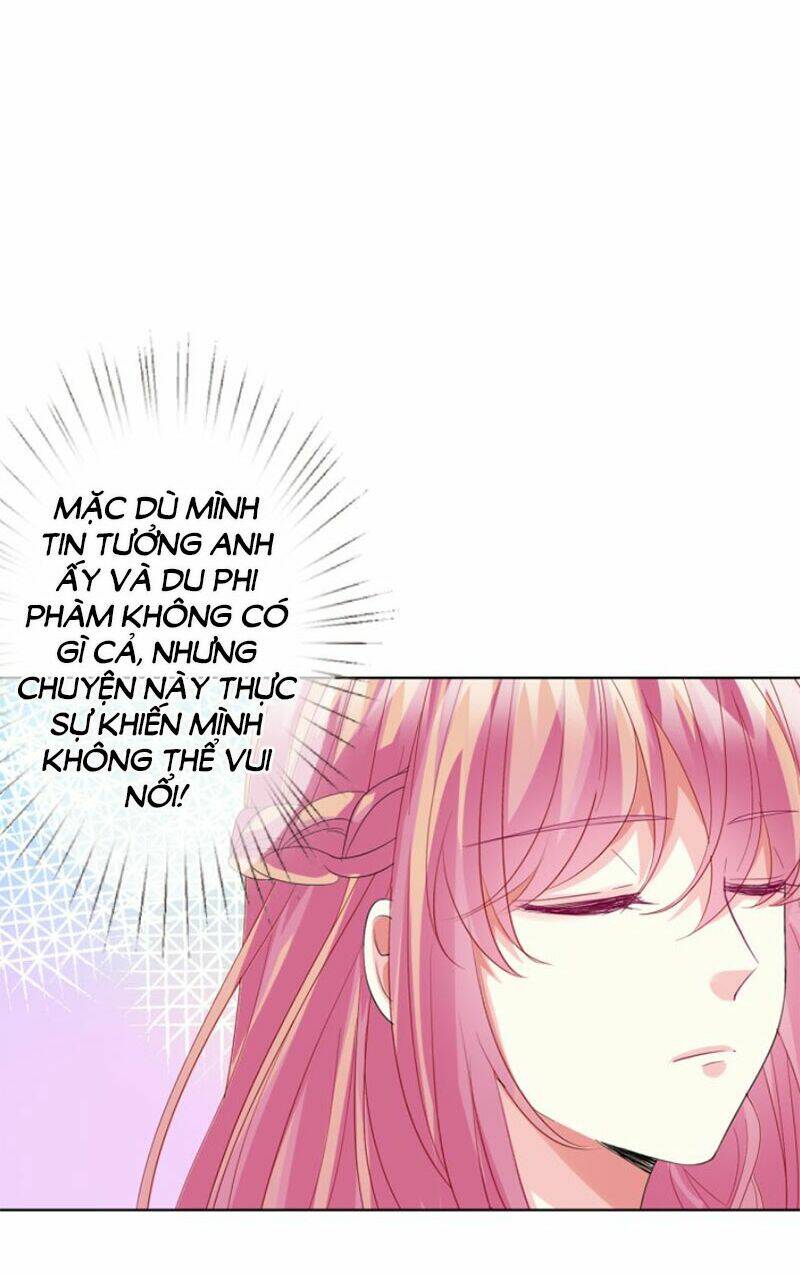 MẶC DÙ MÌNH
TIN TƯỞNG ANH
ẤY VÀ DU PHI
PHÀM KHÔNG CÓ
GÌ CẢ, NHƯNG
CHUYỆN NÀY THỰC
SỰ KHIẾN MÌNH
KHÔNG THỂ VUI
NỔI!